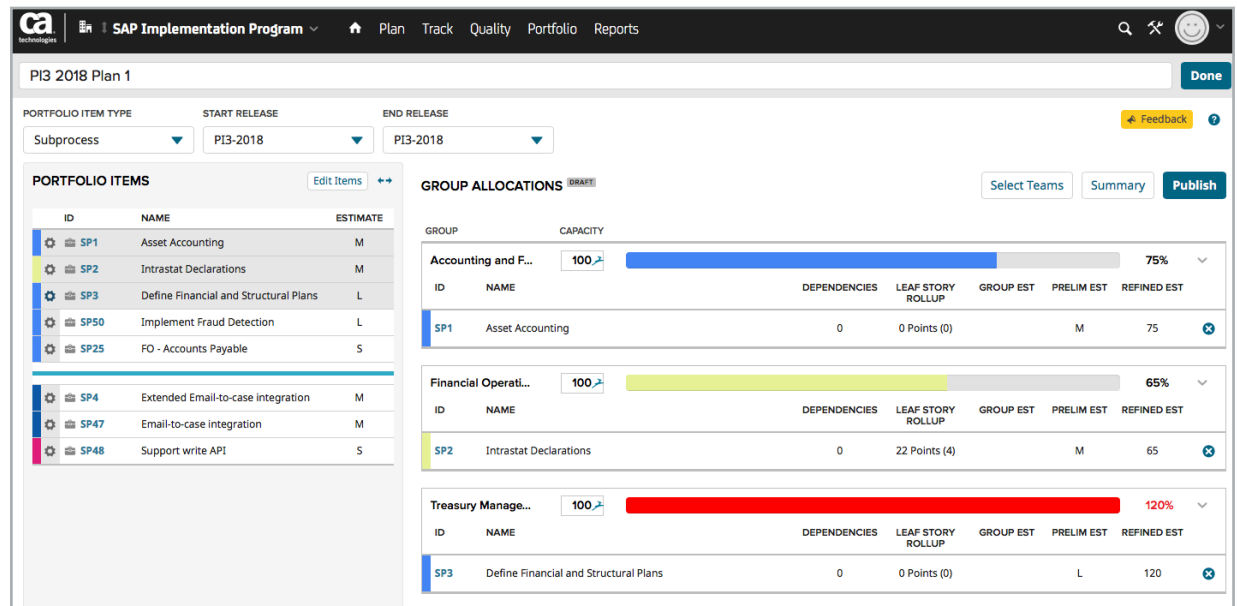 ca
technologies
SAP Implementation Program
Plan Track Quality Portfolio Reports
PI3 2018 Plan 1
Done
PORTFOLIO ITEM TYPE START RELEASE END RELEASE
Subprocess PI3-2018 PI3-2018
Feedback ?
PORTFOLIO ITEMS Edit Items
ID NAME ESTIMATE
SP1 Asset Accounting M
SP2 Intrastat Declarations M
SP3 Define Financial and Structural Plans L
SP50 Implement Fraud Detection L
SP25 FO - Accounts Payable S
SP4 Extended Email-to-case integration M
SP47 Email-to-case integration M
SP48 Support write API S
GROUP ALLOCATIONS DRAFT
Select Teams Summary Publish
GROUP CAPACITY
Accounting and F... 100 75%
ID NAME DEPENDENCIES LEAF STORY GROUP EST PRELIM EST REFINED EST
ROLLUP
SP1 Asset Accounting 0 0 Points (0) M 75
Financial Operati... 100 65%
ID NAME DEPENDENCIES LEAF STORY GROUP EST PRELIM EST REFINED EST
ROLLUP
SP2 Intrastat Declarations 0 22 Points (4) M 65
Treasury Manage... 100 120%
ID NAME DEPENDENCIES LEAF STORY GROUP EST PRELIM EST REFINED EST
ROLLUP
SP3 Define Financial and Structural Plans 0 0 Points (0) L 120